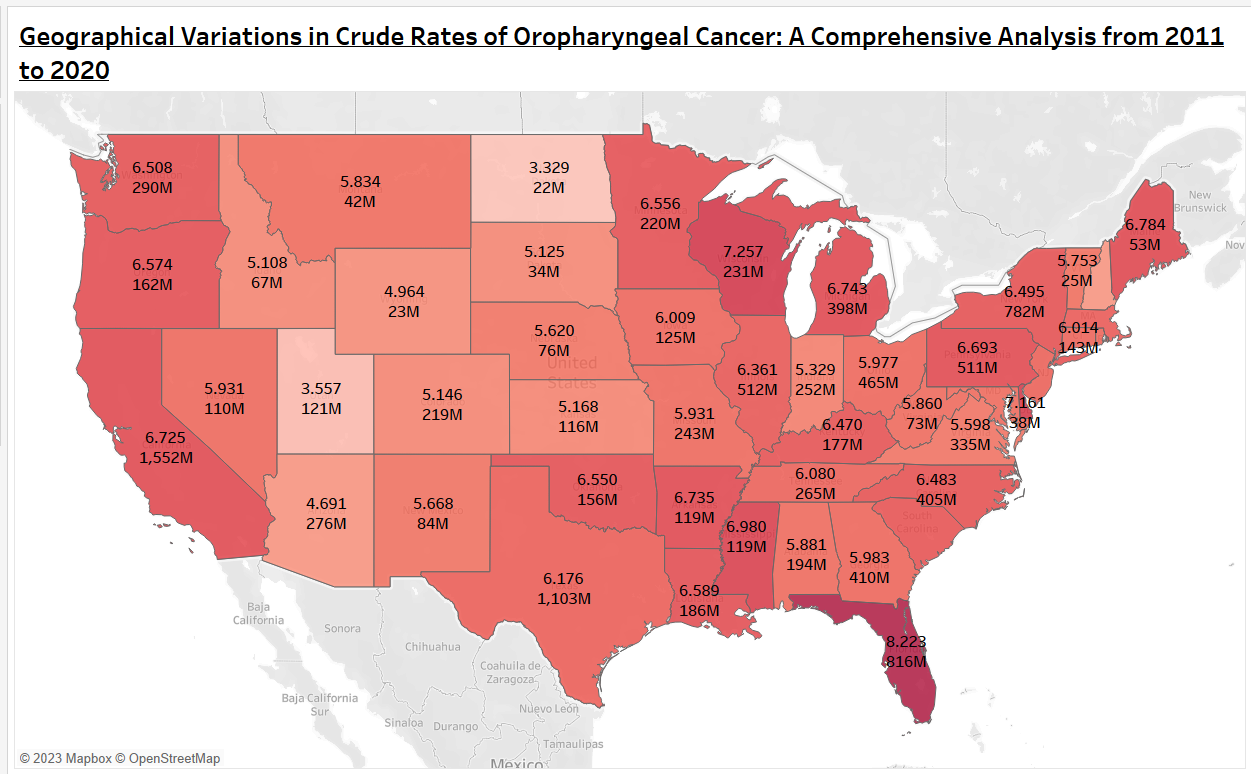 Geographical Variations in Crude Rates of Oropharyngeal Cancer: A Comprehensive Analysis from 2011
to 2020
6.508
290M
5.834
42M
3.329
22M
6.556
220M
7.257
231M
6.743
398M
6.784
53M
New
Brunswick
Nov
6.574
162M
5.108
67M
4.964
23M
5.125
34M
5.753
25M
6.495
782M
6.014
143M
6.009
125M
5.620
76M
United
States
6.361
512M
5.329
252M
5.977
465M
6.693
511M
5.931
110M
3.557
121M
5.146
219M
5.168
116M
5.931
243M
5.860
73M
5.598
335M
7.161
38M
6.725
1,552M
6.470
177M
4.691
276M
5.668
84M
6.550
156M
6.735
119M
6.080
265M
6.483
405M
South
Carolina
6.980
119M
5.881
194M
5.983
410M
6.176
1,103M
6.589
186M
8.223
816M
Baja
California
Sonora
Chihuahua
Coahuila de
Zaragoza
Baja California
Sur
Sinaloa
Durango
Nuevo León
Tamaulipas
Mexico
© 2023 Mapbox © OpenStreetMap